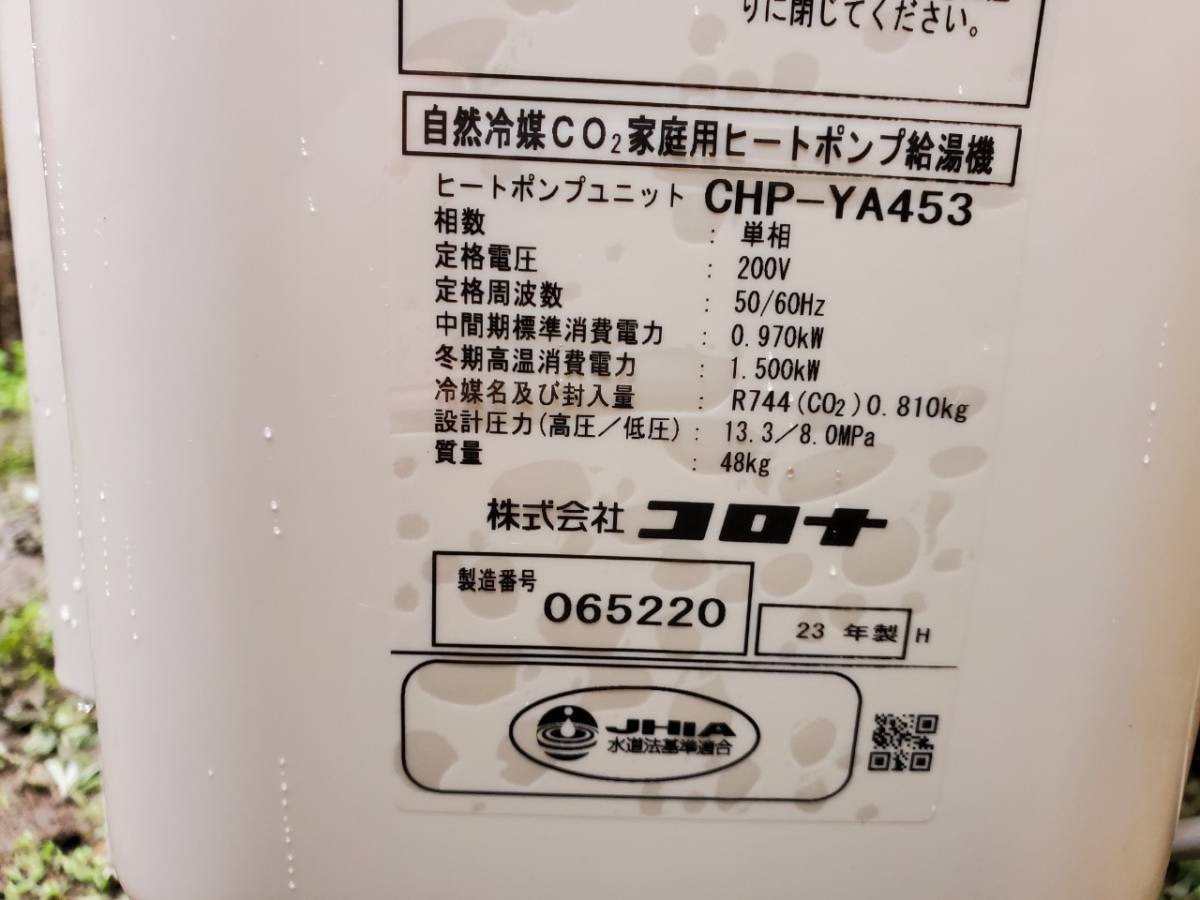 りに閉じてください。
自然冷媒CO₂家庭用ヒートポンプ給湯機
ヒートポンプユニット CHP-YA453
相数 : 単相
定格電圧 : 200V
定格周波数 : 50/60Hz
中間期標準消費電力 : 0.970kW
冬期高温消費電力 : 1.500kW
冷媒名及び封入量 : R744(CO₂)0.810kg
設計圧力(高圧/低圧) : 13.3/8.0MPa
質量 : 48kg
株式会社 コロナ
製造番号 065220
23 年製 H
JHIA
水道法基準適合